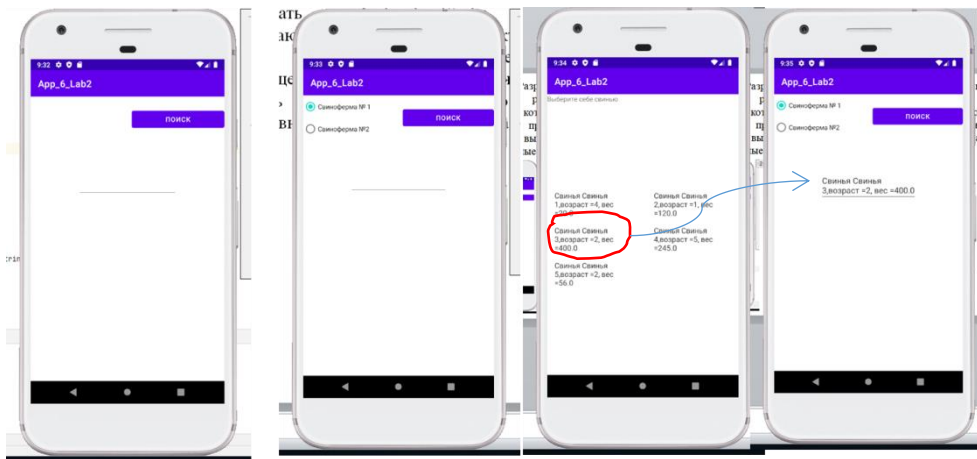 9:32
App_6_Lab2
ПОИСК
9:33
App_6_Lab2
Свиноферма № 1
ПОИСК
Свиноферма №2
9:34
App_6_Lab2
Выберите себе свинью
Свинья Свинья
1,возраст =4, вес
Свинья Свинья
2,возраст =1, вес
=120.0
Свинья Свинья
3,возраст =2, вес
=400.0
Свинья Свинья
4,возраст =5, вес
=245.0
Свинья Свинья
5,возраст =2, вес
=56.0
9:35
App_6_Lab2
Свиноферма № 1
ПОИСК
Свиноферма №2
Свинья Свинья
3,возраст =2, вес =400.0